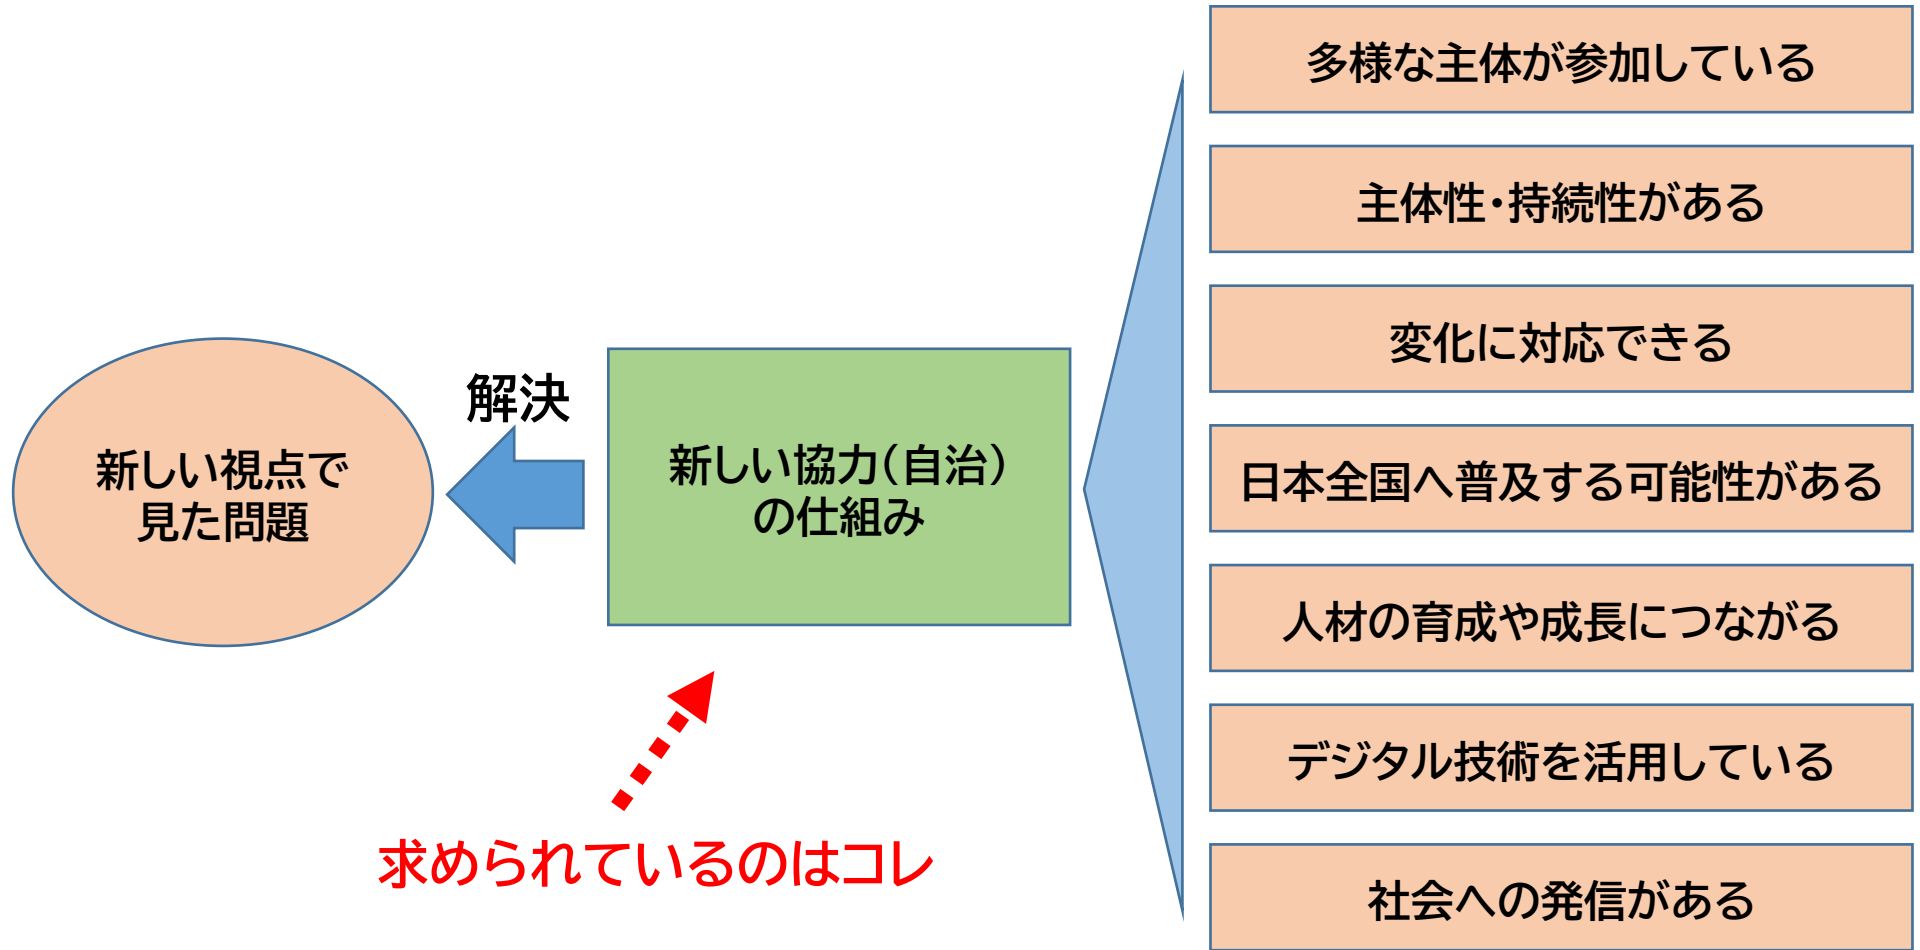 多様な主体が参加している
主体性・持続性がある
変化に対応できる
解決
新しい視点で
見た問題
新しい協力(自治)
の仕組み
日本全国へ普及する可能性がある
人材の育成や成長につながる
デジタル技術を活用している
求められているのはコレ
社会への発信がある